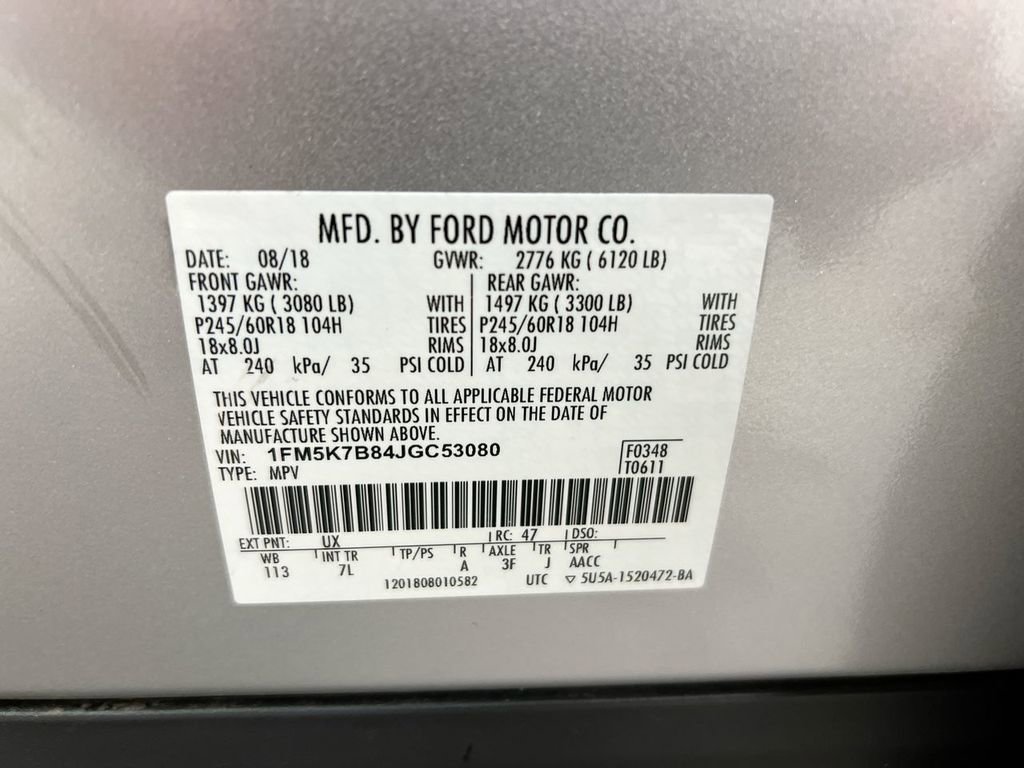 MFD. BY FORD MOTOR CO.
DATE: 08/18 GVWR: 2776 KG ( 6120 LB)
FRONT GAWR: REAR GAWR:
1397 KG ( 3080 LB) WITH 1497 KG ( 3300 LB) WITH
P245/60R18 104H TIRES P245/60R18 104H TIRES
18x8.0J RIMS 18x8.0J RIMS
AT 240 kPa/ 35 PSI COLD AT 240 kPa/ 35 PSI COLD
THIS VEHICLE CONFORMS TO ALL APPLICABLE FEDERAL MOTOR
VEHICLE SAFETY STANDARDS IN EFFECT ON THE DATE OF
MANUFACTURE SHOWN ABOVE.
VIN: 1FM5K7B84JGC53080 F0348
TYPE: MPV T0611
EXT PNT: UX RC: 47 DSO:
WB INT TR TP/PS R AXLE TR SPR
113 7L A 3F J AACC
1201808010582 UTC ▽ 5U5A-1520472-BA